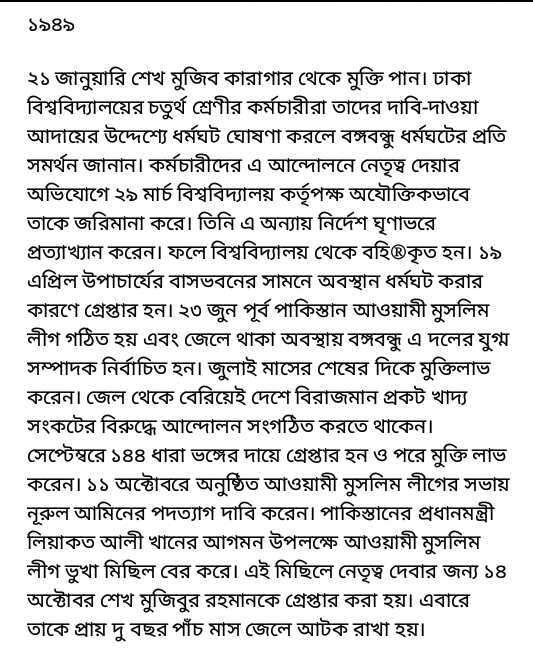 ১৯৪৯
২১ জানুয়ারি শেখ মুজিব কারাগার থেকে মুক্তি পান। ঢাকা
বিশ্ববিদ্যালয়ের চতুর্থ শ্রেণীর কর্মচারীরা তাদের দাবি-দাওয়া
আদায়ের উদ্দেশ্যে ধর্মঘট ঘোষণা করলে বঙ্গবন্ধু ধর্মঘটের প্রতি
সমর্থন জানান। কর্মচারীদের এ আন্দোলনে নেতৃত্ব দেয়ার
অভিযোগে ২৯ মার্চ বিশ্ববিদ্যালয় কর্তৃপক্ষ অযৌক্তিকভাবে
তাকে জরিমানা করে। তিনি এ অন্যায় নির্দেশ ঘৃণাভরে
প্রত্যাখ্যান করেন। ফলে বিশ্ববিদ্যালয় থেকে বহি®কৃত হন। ১৯
এপ্রিল উপাচার্যের বাসভবনের সামনে অবস্থান ধর্মঘট করার
কারণে গ্রেপ্তার হন। ২৩ জুন পূর্ব পাকিস্তান আওয়ামী মুসলিম
লীগ গঠিত হয় এবং জেলে থাকা অবস্থায় বঙ্গবন্ধু এ দলের যুগ্ম
সম্পাদক নির্বাচিত হন। জুলাই মাসের শেষের দিকে মুক্তিলাভ
করেন। জেল থেকে বেরিয়েই দেশে বিরাজমান প্রকট খাদ্য
সংকটের বিরুদ্ধে আন্দোলন সংগঠিত করতে থাকেন।
সেপ্টেম্বরে ১৪৪ ধারা ভঙ্গের দায়ে গ্রেপ্তার হন ও পরে মুক্তি লাভ
করেন। ১১ অক্টোবরে অনুষ্ঠিত আওয়ামী মুসলিম লীগের সভায়
নূরুল আমিনের পদত্যাগ দাবি করেন। পাকিস্তানের প্রধানমন্ত্রী
লিয়াকত আলী খানের আগমন উপলক্ষে আওয়ামী মুসলিম
লীগ ভুখা মিছিল বের করে। এই মিছিলে নেতৃত্ব দেবার জন্য ১৪
অক্টোবর শেখ মুজিবুর রহমানকে গ্রেপ্তার করা হয়। এবারে
তাকে প্রায় দু বছর পাঁচ মাস জেলে আটক রাখা হয়।